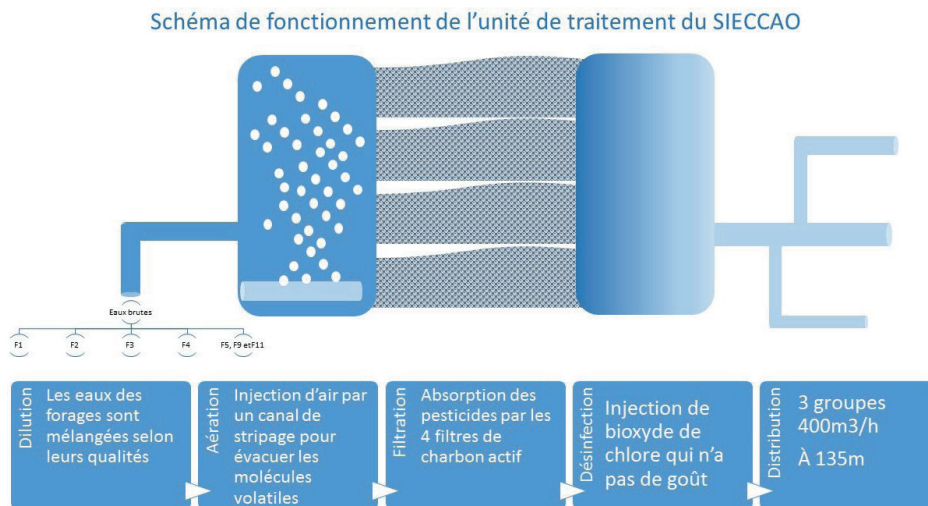 Schéma de fonctionnement de l'unité de traitement du SIECCAO
Eaux brutes
F1
F2
F3
F4
F5, F9 etF11
Dilution
Les eaux des
forages sont
mélangées selon
leurs qualités
Aération
Injection d'air par
un canal de
stripage pour
évacuer les
molécules
volatiles
Filtration
Absorption des
pesticides par les
4 filtres de
charbon actif
Désinfection
Injection de
bioxyde de
chlore qui n'a
pas de goût
Distribution
3 groupes
400m3/h
À 135m